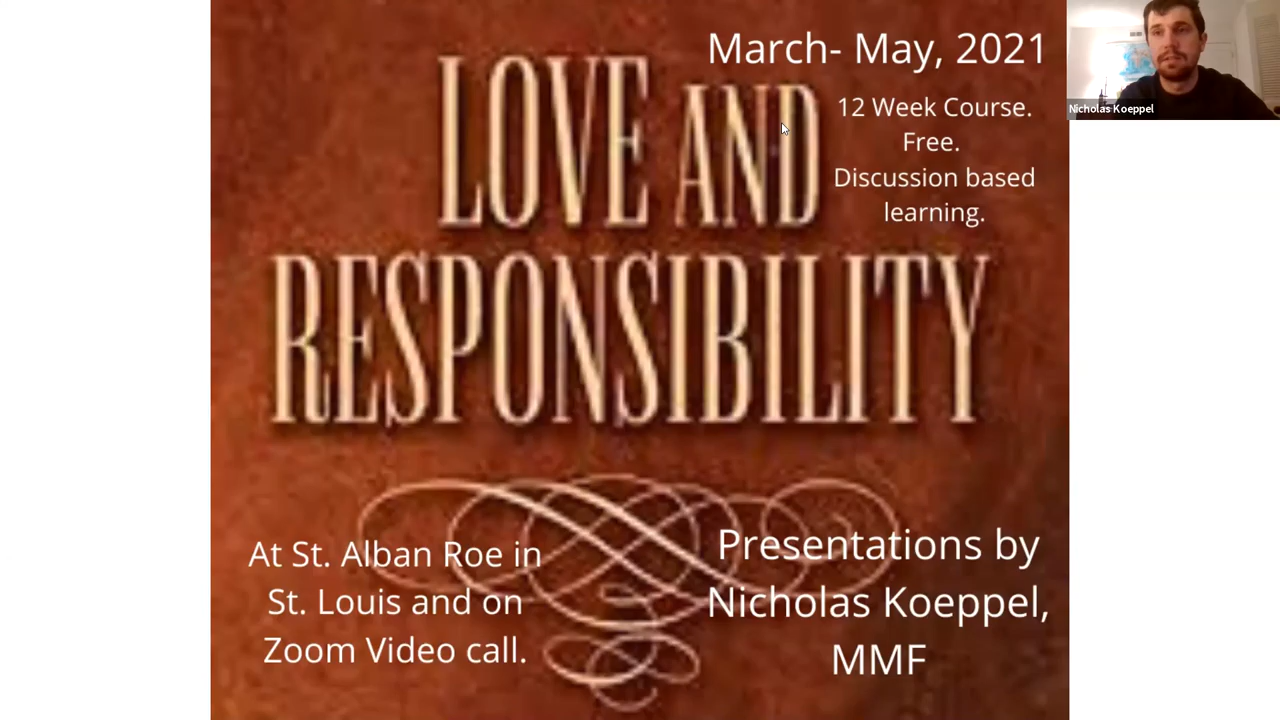 March- May, 2021
LOVE AND
12 Week Course.
Free.
Discussion based
learning.
RESPONSIBILITY
At St. Alban Roe in
St. Louis and on
Zoom Video call.
Presentations by
Nicholas Koeppel,
MMF
Nicholas Koeppel